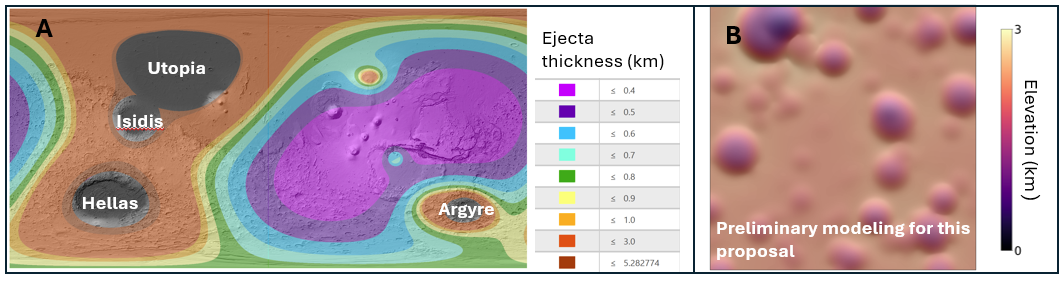 A
Utopia
Isidis
Hellas
Argyre
Ejecta
thickness (km)
≤ 0.4
≤ 0.5
≤ 0.6
≤ 0.7
≤ 0.8
≤ 0.9
≤ 1.0
≤ 3.0
≤ 5.282774
B
Preliminary modeling for this
proposal
3
Elevation (km)
0